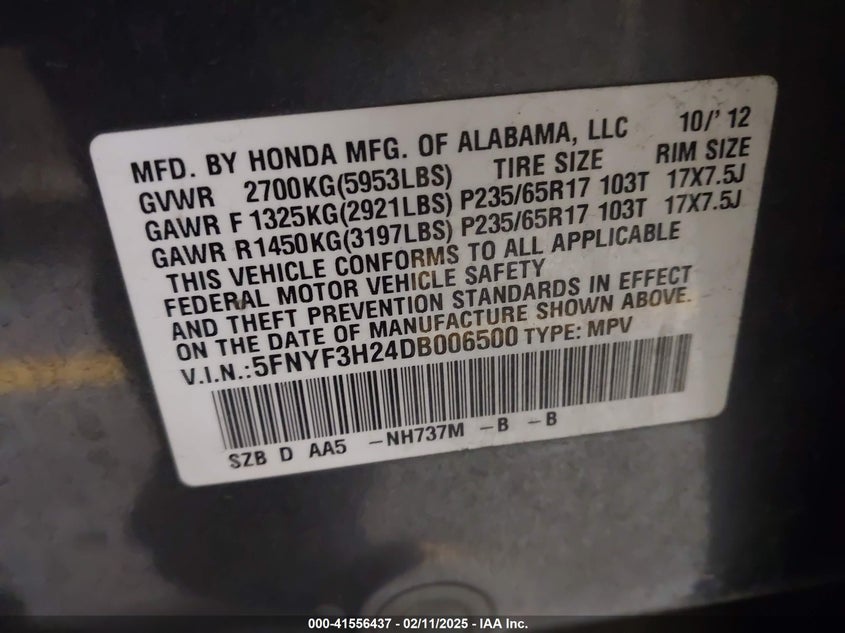 MFD. BY HONDA MFG. OF ALABAMA, LLC 10/'12
GVWR 2700KG(5953LBS) TIRE SIZE RIM SIZE
GAWR F 1325KG(2921LBS) P235/65R17 103T 17X7.5J
GAWR R1450KG(3197LBS) P235/65R17 103T 17X7.5J
THIS VEHICLE CONFORMS TO ALL APPLICABLE
FEDERAL MOTOR VEHICLE SAFETY
AND THEFT PREVENTION STANDARDS IN EFFECT
ON THE DATE OF MANUFACTURE SHOWN ABOVE.
V.I.N.:5FNYF3H24DB006500 TYPE: MPV
SZB D AA5 -NH737M -B -B
000-41556437 - 02/11/2025 - IAA Inc.